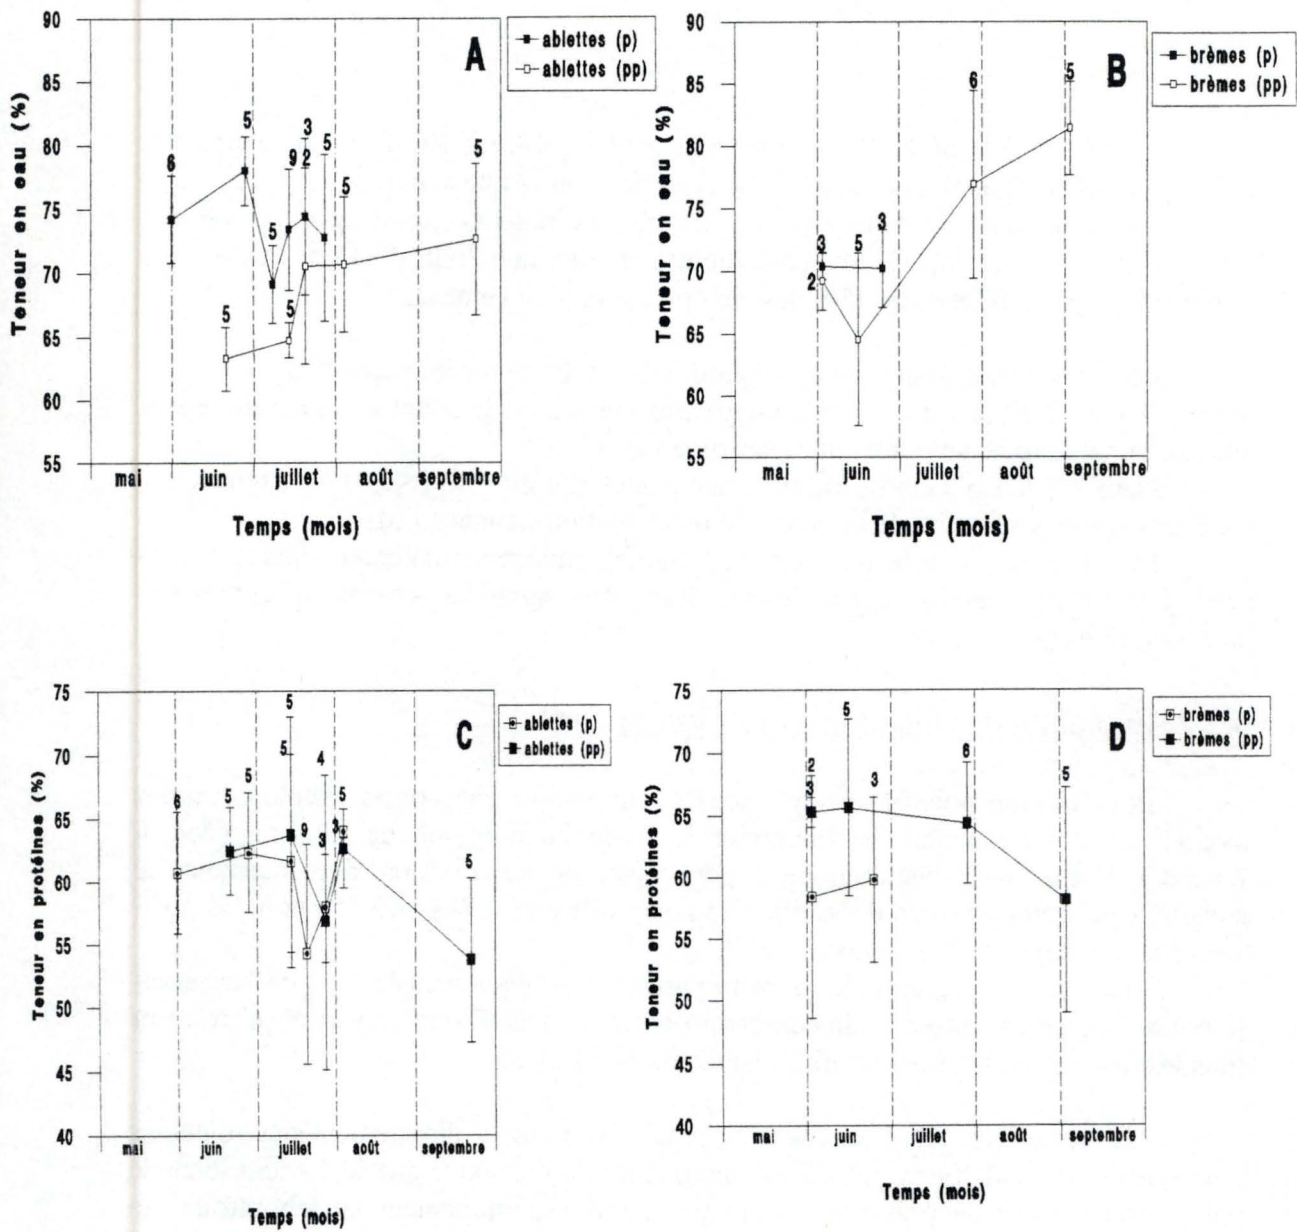 A
ablettes (p)
ablettes (pp)
Teneur en eau (%)
90
85
80
75
70
65
60
55
6
5
5
9
3
2
5
5
5
5
5
mai juin juillet août septembre
Temps (mois)
B
brèmes (p)
brèmes (pp)
Teneur en eau (%)
90
85
80
75
70
65
60
55
3
2
5
3
6
5
mai juin juillet août septembre
Temps (mois)
C
ablettes (p)
ablettes (pp)
Teneur en protéines (%)
75
70
65
60
55
50
45
40
6
5
5
5
5
9
4
3
3
5
5
mai juin juillet août septembre
Temps (mois)
D
brèmes (p)
brèmes (pp)
Teneur en protéines (%)
75
70
65
60
55
50
45
40
2
3
5
3
6
5
mai juin juillet août septembre
Temps (mois)